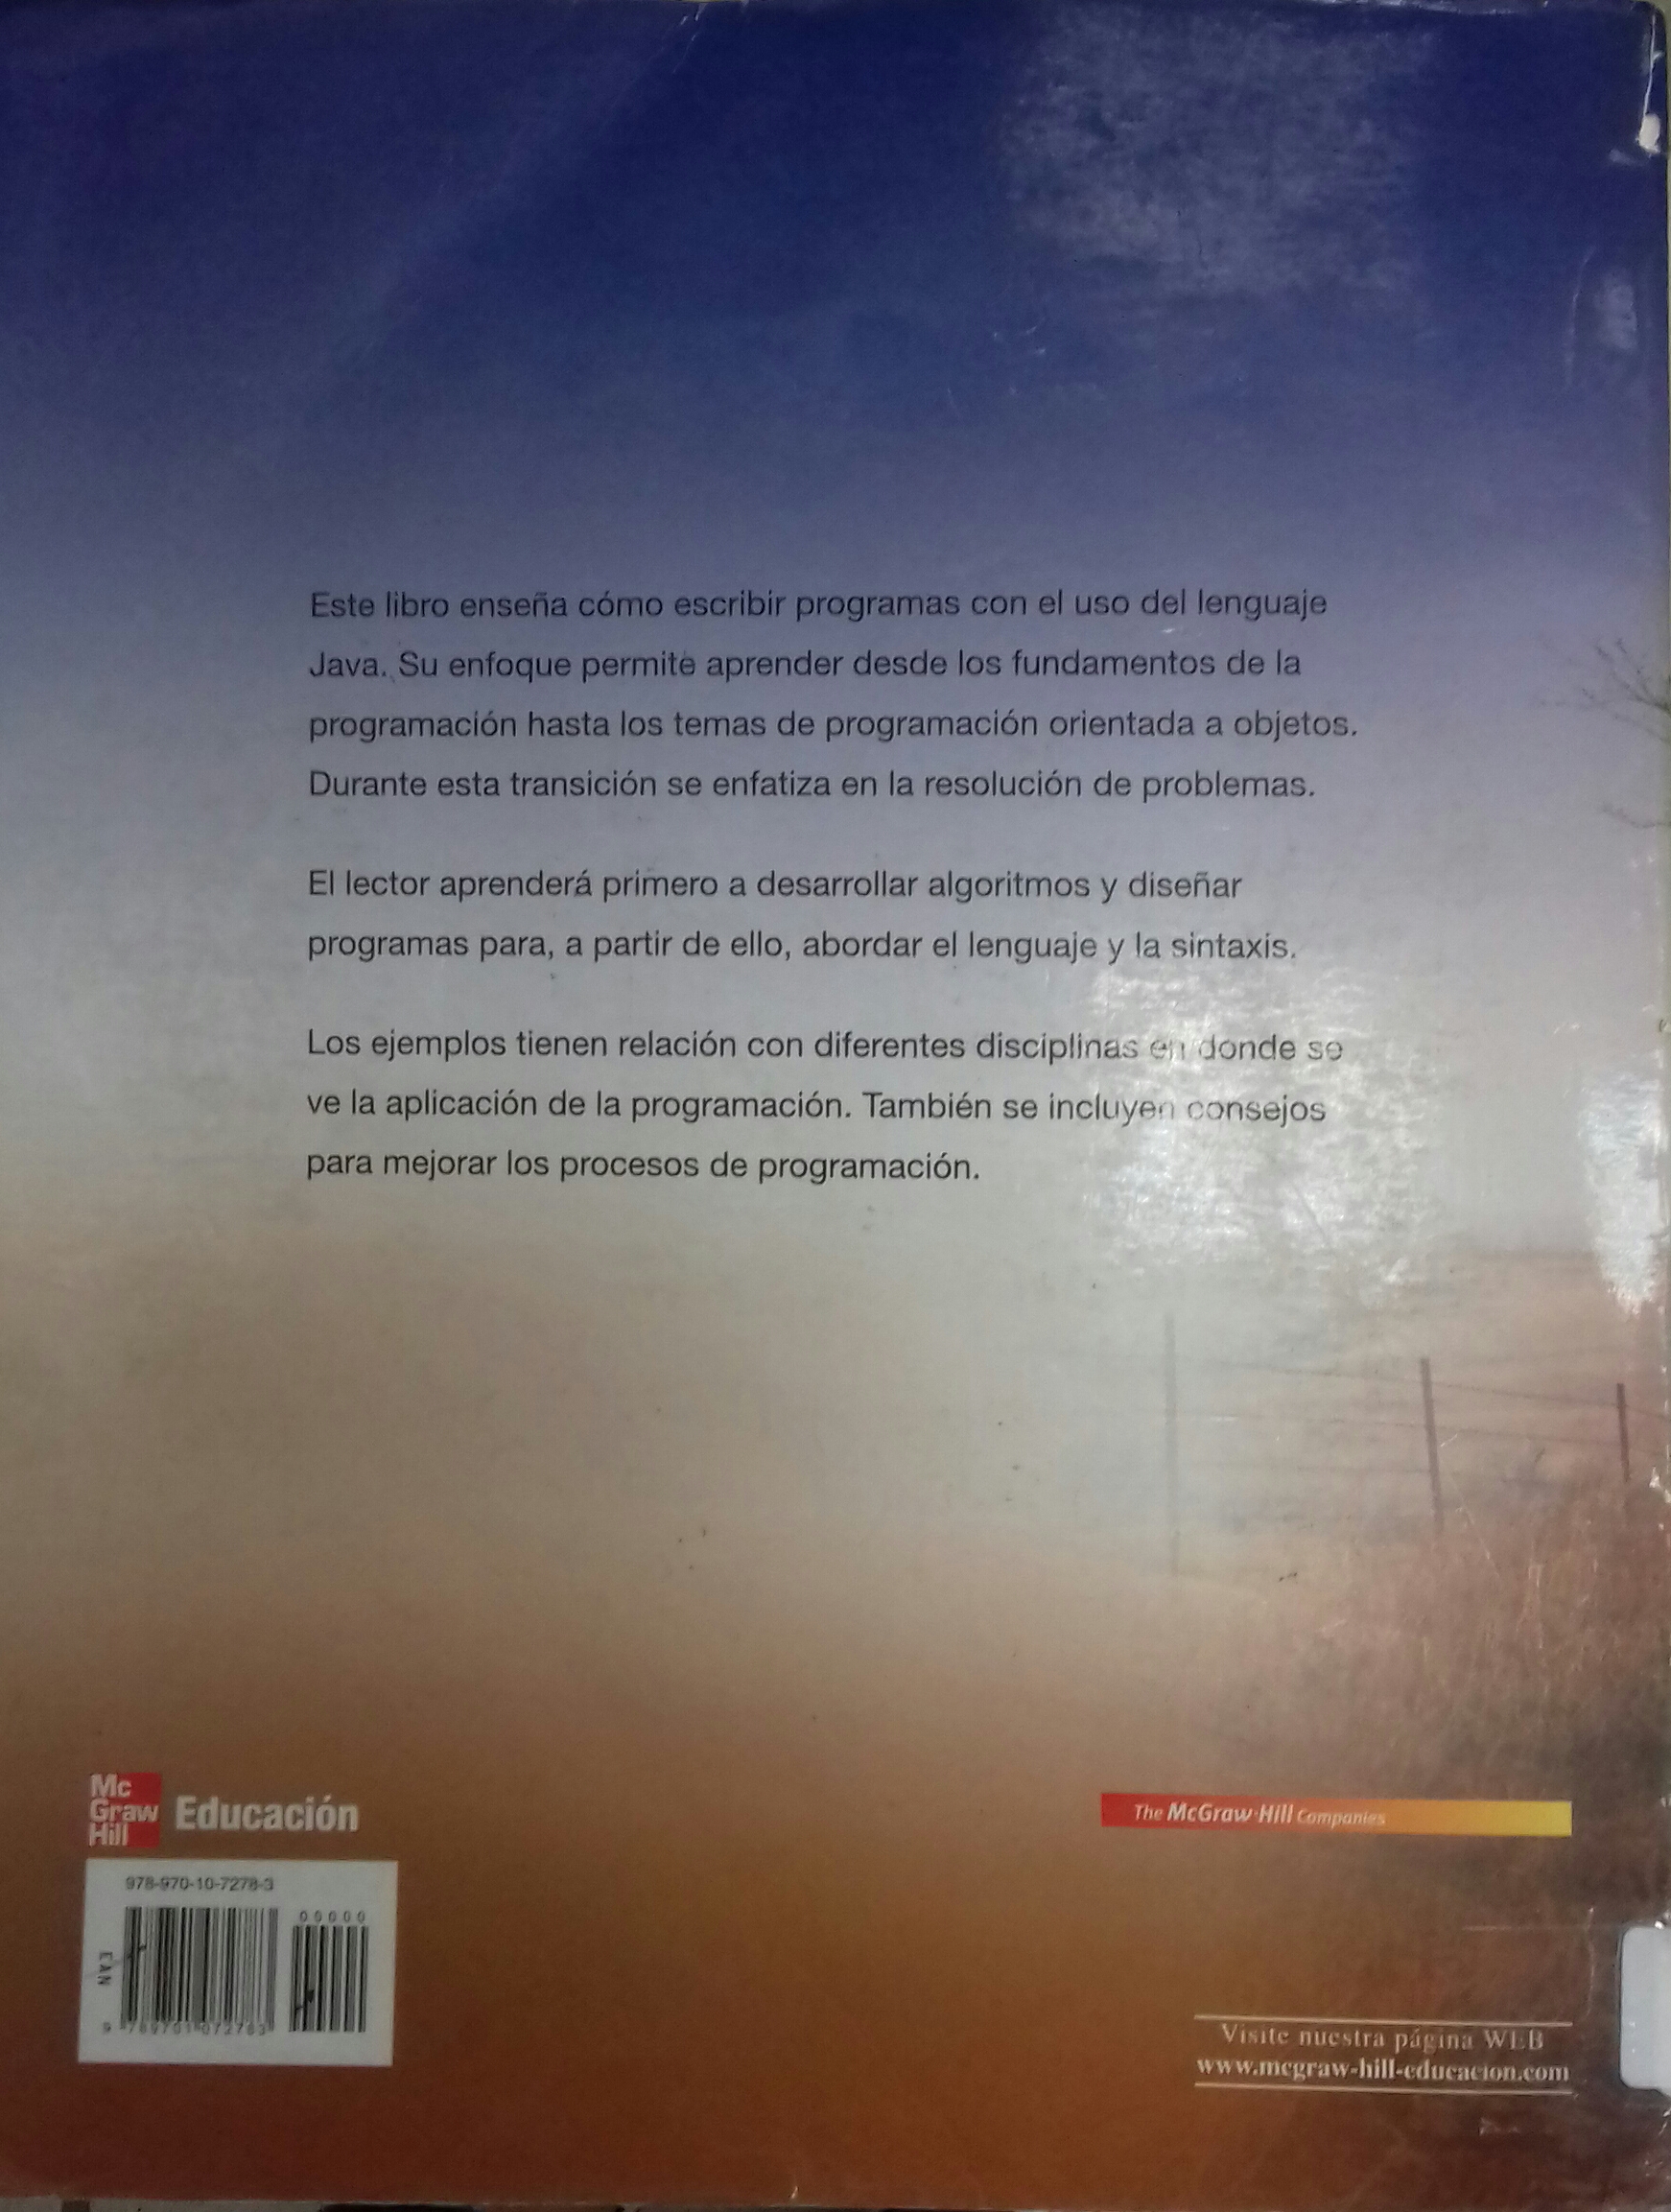 Este libro enseña cómo escribir programas con el uso del lenguaje
Java. Su enfoque permite aprender desde los fundamentos de la
programación hasta los temas de programación orientada a objetos.
Durante esta transición se enfatiza en la resolución de problemas.
El lector aprenderá primero a desarrollar algoritmos y diseñar
programas para, a partir de ello, abordar el lenguaje y la sintaxis.
Los ejemplos tienen relación con diferentes disciplinas en donde se
ve la aplicación de la programación. También se incluyen consejos
para mejorar los procesos de programación.
Mc
Graw
Hill
Educación
The McGraw-Hill Companies
978-970-10-7278-3
00000
EAN
9 789701 072783
Visite nuestra página WEB
www.mcgraw-hill-educacion.com